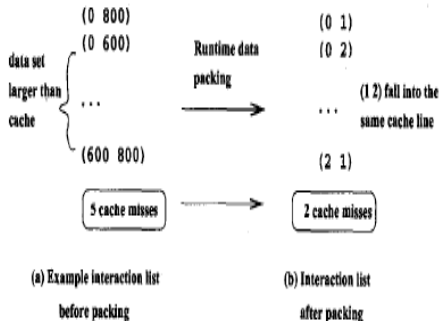 (0 800)
(0 600)
data set
larger than
cache
...
(600 800)
5 cache misses
(a) Example interaction list
before packing
Runtime data
packing
(0 1)
(0 2)
...
(1 2) fall into the
same cache line
(2 1)
2 cache misses
(b) Interaction list
after packing